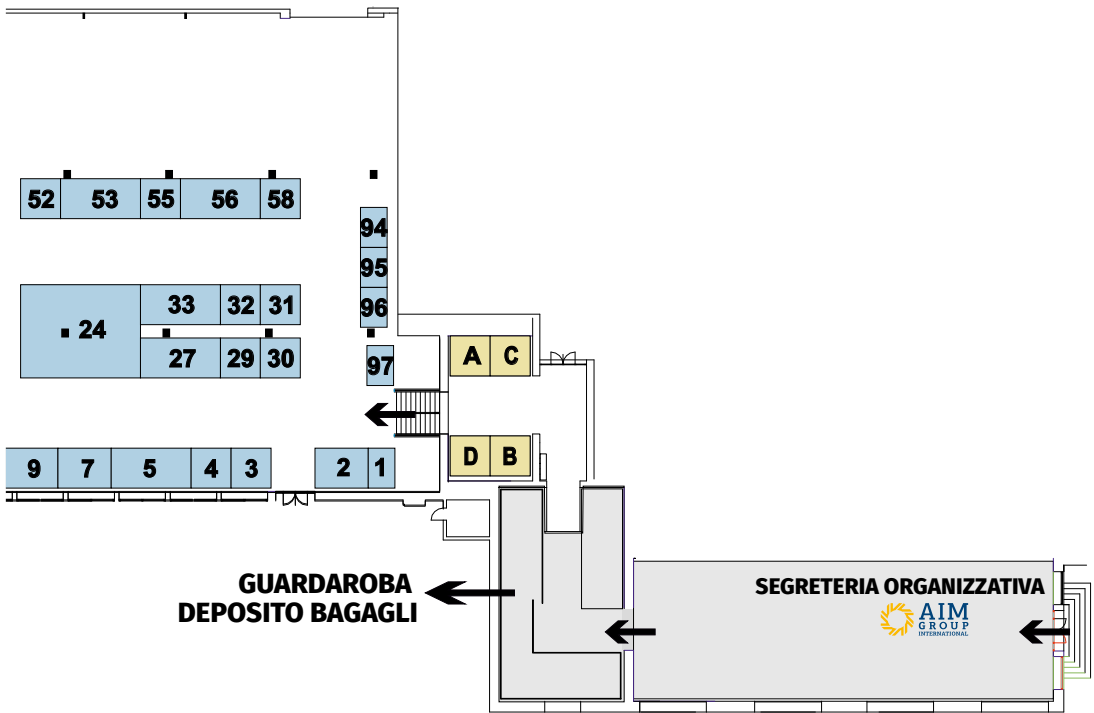 52 53 55 56 58
94
95
96
33 32 31
24
27 29 30
97
A C
D B
9 7 5 4 3 2 1
GUARDAROBA
DEPOSITO BAGAGLI
SEGRETERIA ORGANIZZATIVA
AIM
GROUP
INTERNATIONAL